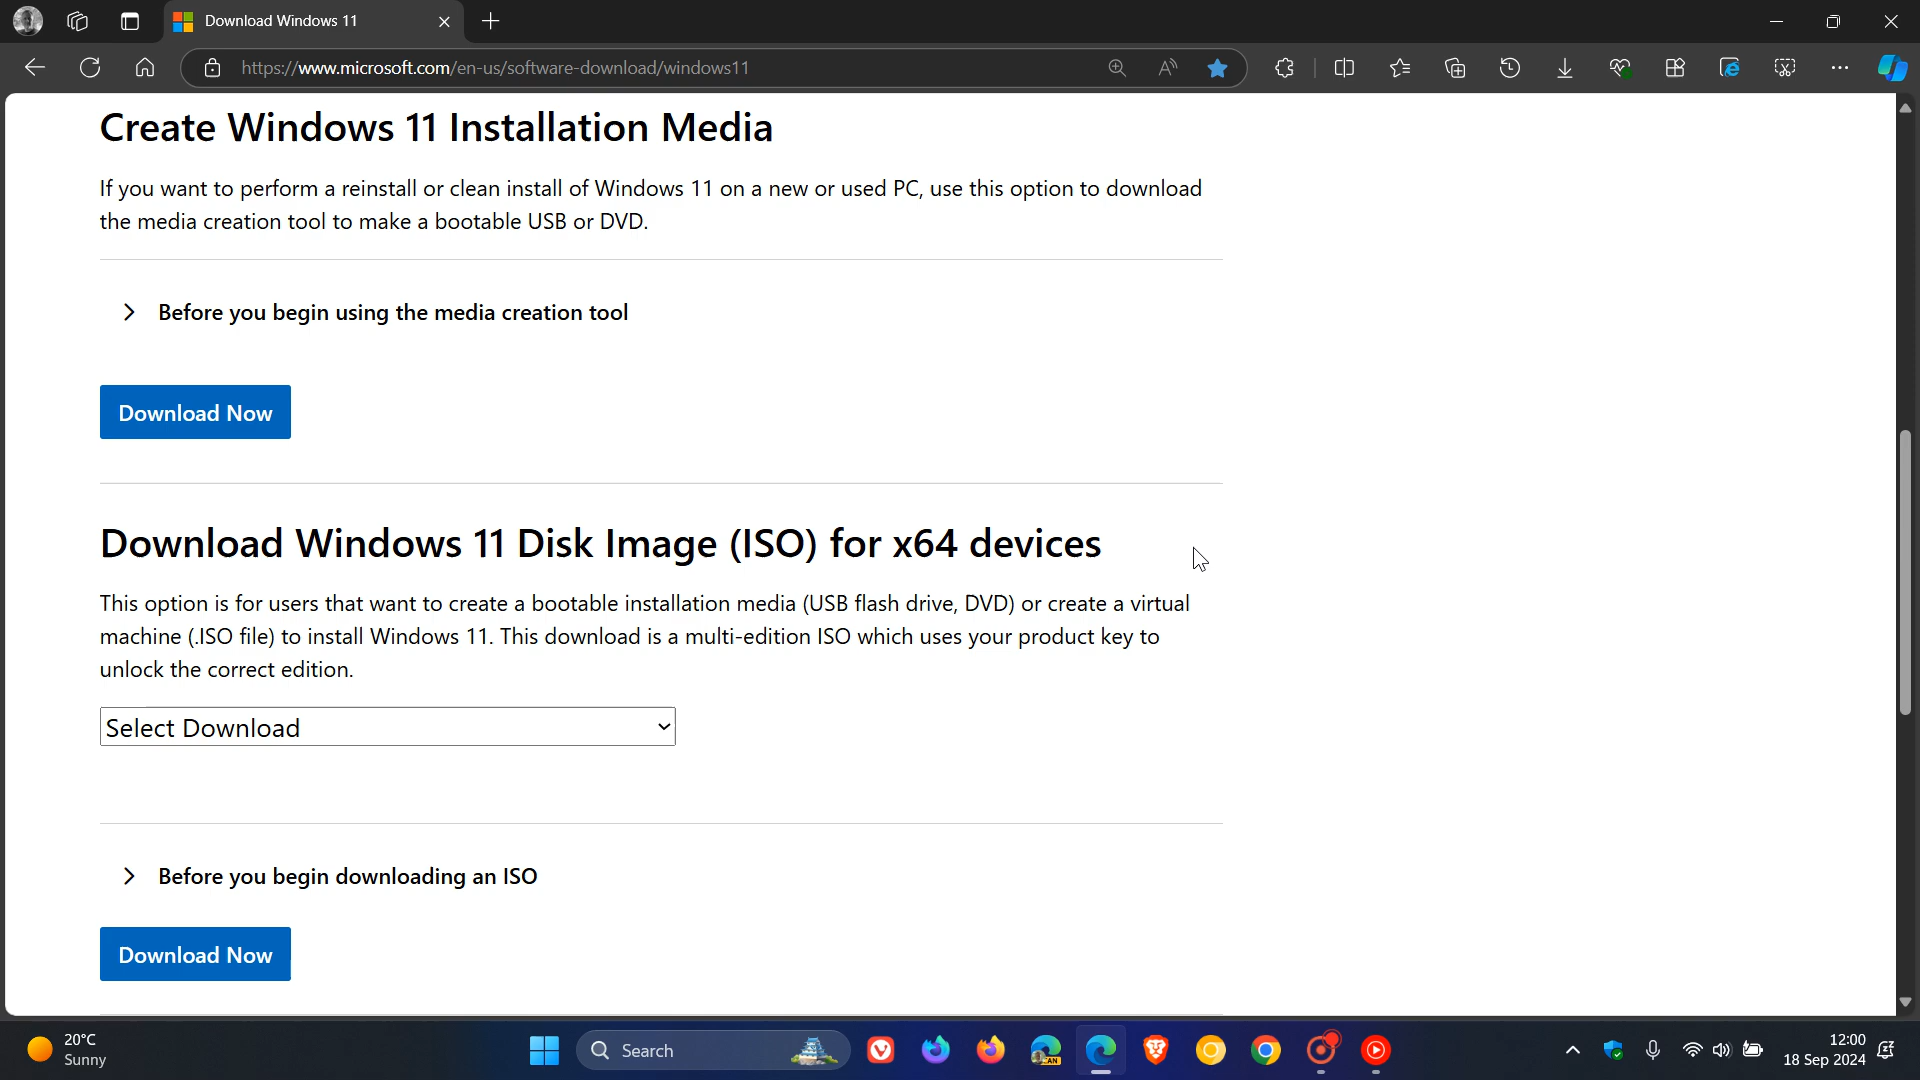 Download Windows 11
https://www.microsoft.com/en-us/software-download/windows11
Create Windows 11 Installation Media
If you want to perform a reinstall or clean install of Windows 11 on a new or used PC, use this option to download
the media creation tool to make a bootable USB or DVD.
Before you begin using the media creation tool
Download Now
Download Windows 11 Disk Image (ISO) for x64 devices
This option is for users that want to create a bootable installation media (USB flash drive, DVD) or create a virtual
machine (.ISO file) to install Windows 11. This download is a multi-edition ISO which uses your product key to
unlock the correct edition.
Select Download
Before you begin downloading an ISO
Download Now
20°C
Sunny
Search
CAN
12:00
18 Sep 2024